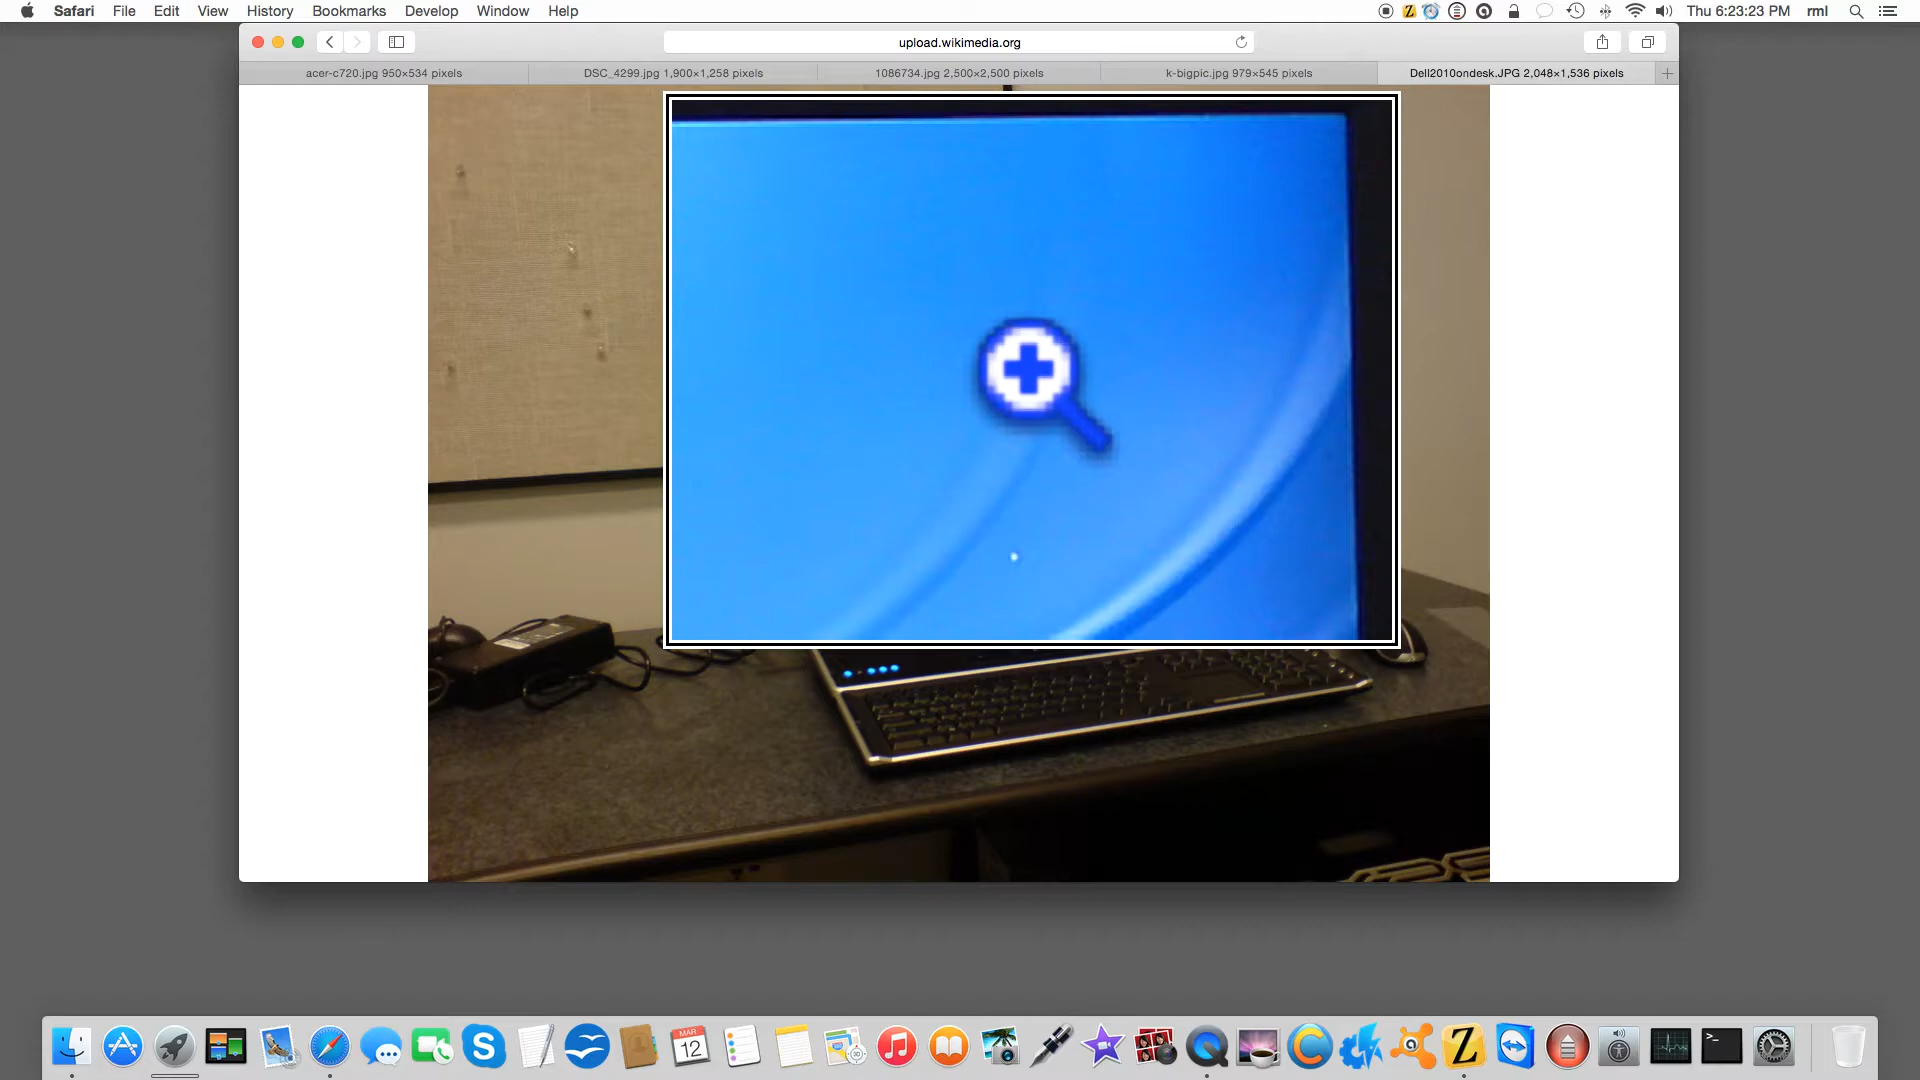 Safari File Edit View History Bookmarks Develop Window Help Thu 6:23:23 PM rml
upload.wikimedia.org
acer-c720.jpg 950×534 pixels
DSC_4299.jpg 1,900×1,258 pixels
1086734.jpg 2,500×2,500 pixels
k-bigpic.jpg 979×545 pixels
Dell2010ondesk.JPG 2,048×1,536 pixels
MAR
12